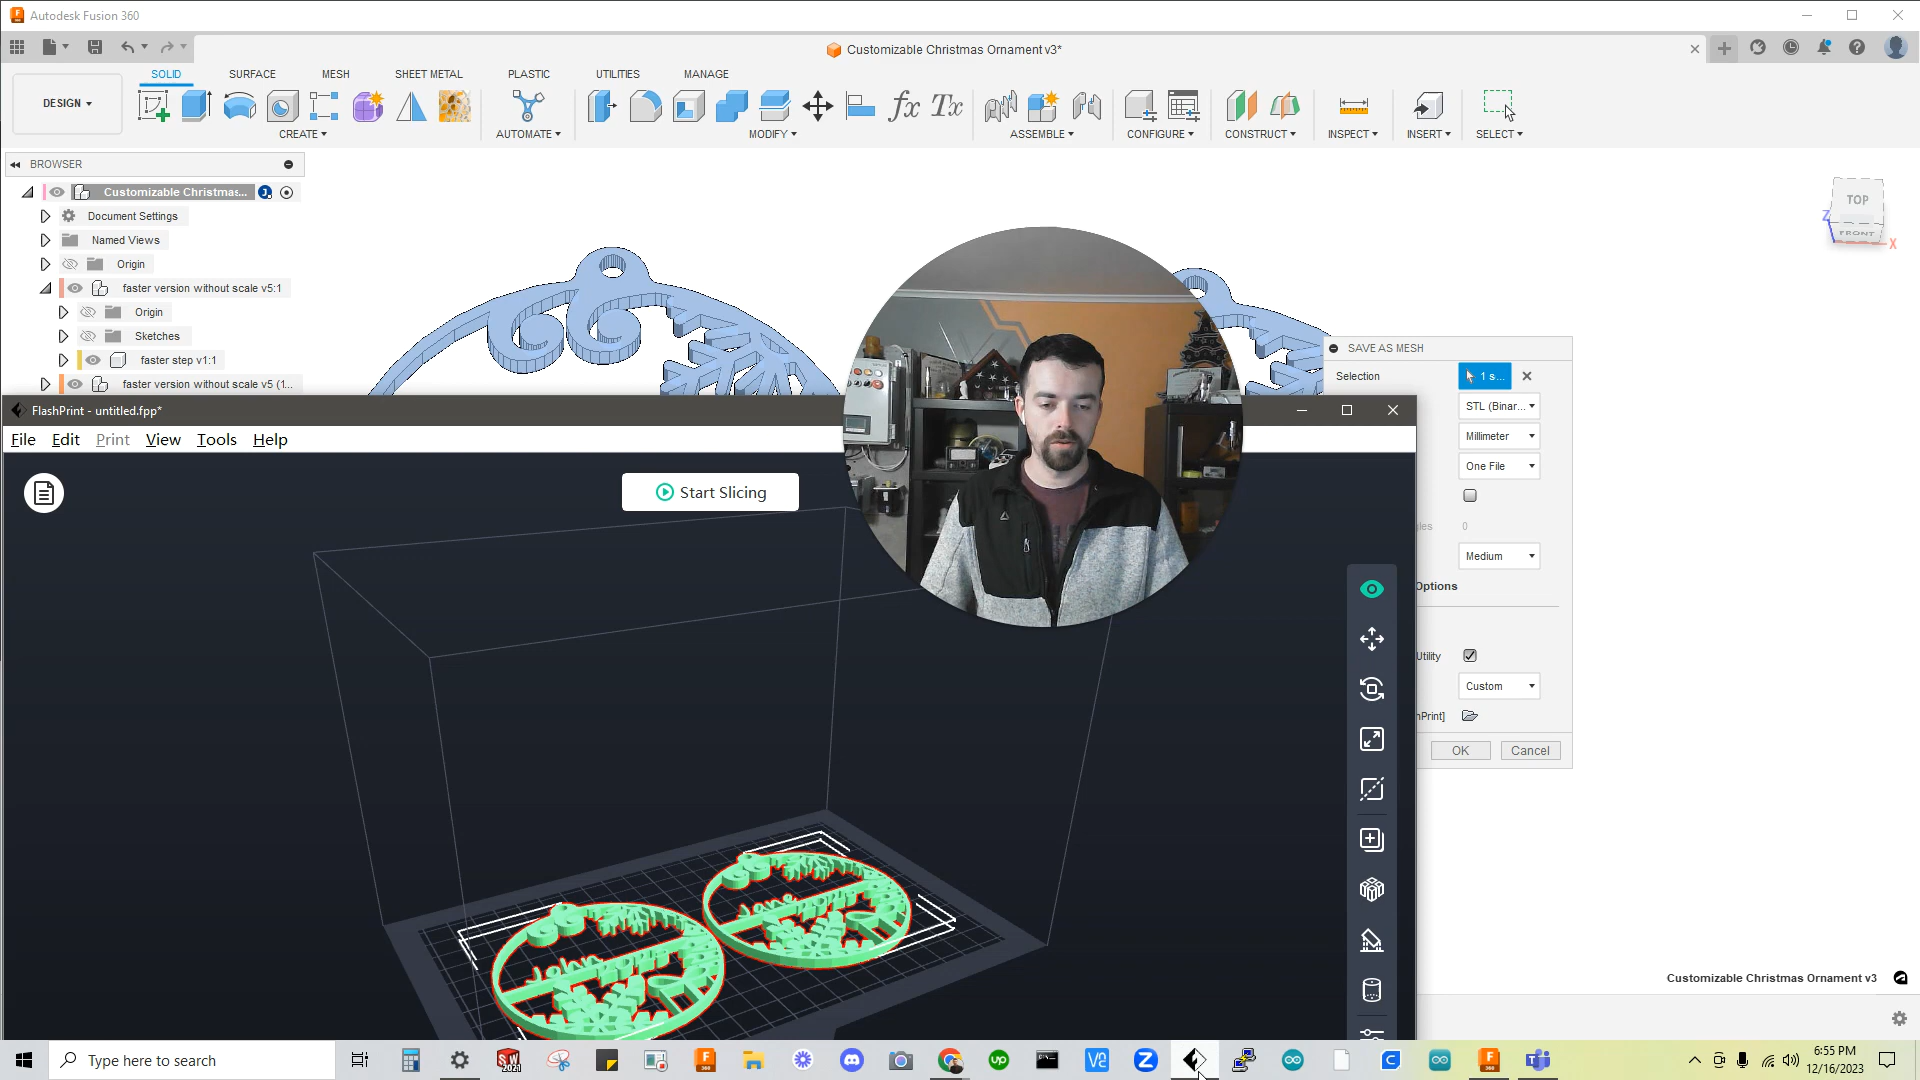 Autodesk Fusion 360
Customizable Christmas Ornament v3*
DESIGN
SOLID
SURFACE
MESH
SHEET METAL
PLASTIC
UTILITIES
MANAGE
fx
Tx
CREATE
AUTOMATE
MODIFY
ASSEMBLE
CONFIGURE
CONSTRUCT
INSPECT
INSERT
SELECT
BROWSER
Customizable Christmas...
Document Settings
Named Views
Origin
faster version without scale v5:1
Origin
Sketches
faster step v1:1
faster version without scale v5 (1...
TOP
FRONT
Z
X
SAVE AS MESH
Selection
1 s...
STL (Binar...
Millimeter
One File
0
Medium
Options
Utility
Custom
OK
Cancel
FlashPrint - untitled.fpp*
File
Edit
Print
View
Tools
Help
Start Slicing
John
Customizable Christmas Ornament v3
Type here to search
6:55 PM
12/16/2023